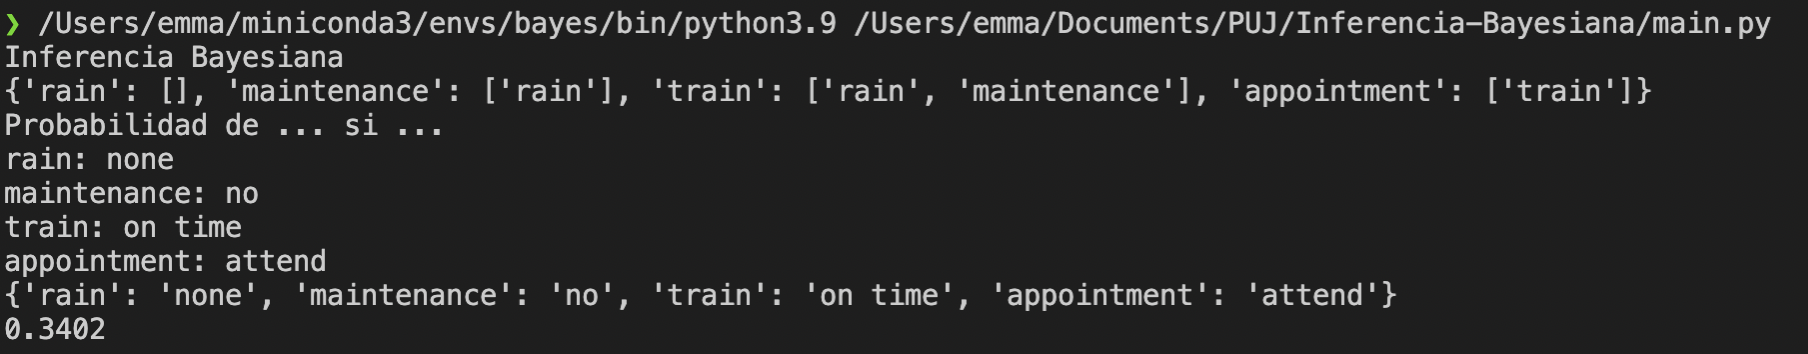 ❯ /Users/emma/miniconda3/envs/bayes/bin/python3.9 /Users/emma/Documents/PUJ/Inferencia-Bayesiana/main.py
Inferencia Bayesiana
{'rain': [], 'maintenance': ['rain'], 'train': ['rain', 'maintenance'], 'appointment': ['train']}
Probabilidad de ... si ...
rain: none
maintenance: no
train: on time
appointment: attend
{'rain': 'none', 'maintenance': 'no', 'train': 'on time', 'appointment': 'attend'}
0.3402